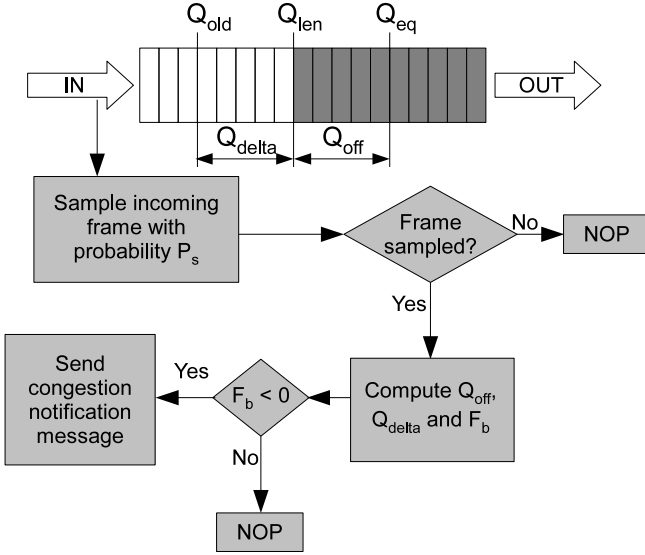 Q_old Q_len Q_eq
IN OUT
Q_delta Q_off
Sample incoming
frame with
probability P_s
Frame
sampled?
No
NOP
Yes
Compute Q_off,
Q_delta and F_b
F_b < 0
Yes
Send
congestion
notification
message
No
NOP